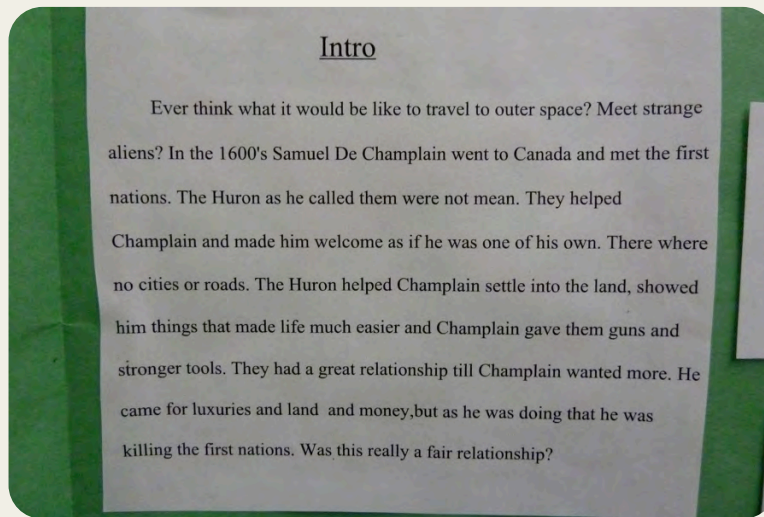 Intro
Ever think what it would be like to travel to outer space? Meet strange
aliens? In the 1600's Samuel De Champlain went to Canada and met the first
nations. The Huron as he called them were not mean. They helped
Champlain and made him welcome as if he was one of his own. There where
no cities or roads. The Huron helped Champlain settle into the land, showed
him things that made life much easier and Champlain gave them guns and
stronger tools. They had a great relationship till Champlain wanted more. He
came for luxuries and land  and money,but as he was doing that he was
killing the first nations. Was this really a fair relationship?